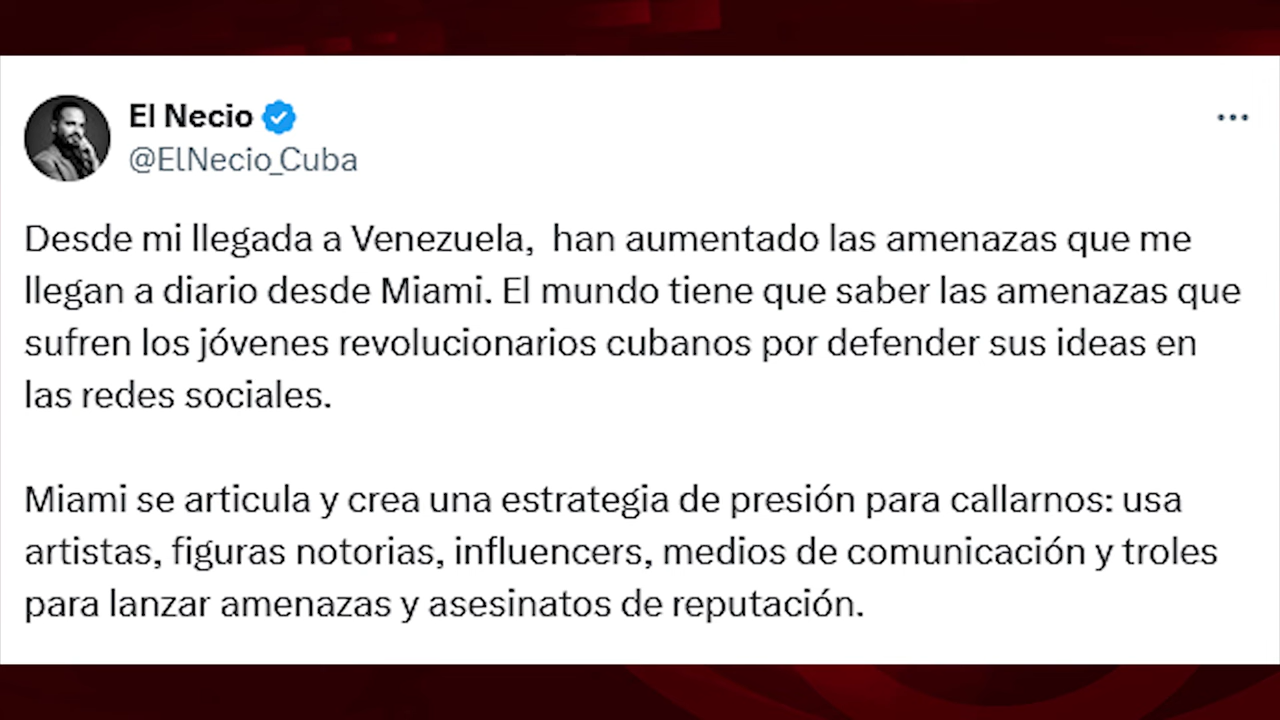 El Necio
@ElNecio_Cuba
Desde mi llegada a Venezuela,  han aumentado las amenazas que me
llegan a diario desde Miami. El mundo tiene que saber las amenazas que
sufren los jóvenes revolucionarios cubanos por defender sus ideas en
las redes sociales.
Miami se articula y crea una estrategia de presión para callarnos: usa
artistas, figuras notorias, influencers, medios de comunicación y troles
para lanzar amenazas y asesinatos de reputación.